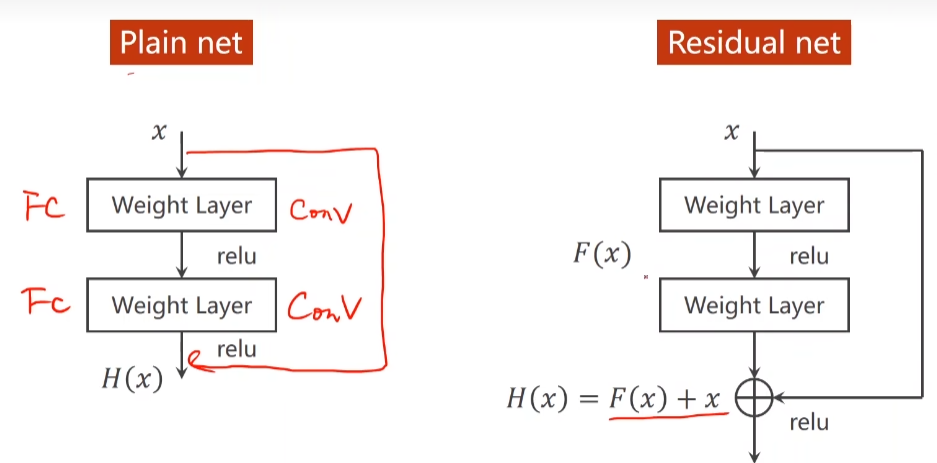 Plain net
x
FC Weight Layer Conv
relu
Fc Weight Layer Conv
relu
H(x)
Residual net
x
Weight Layer
F(x) relu
Weight Layer
H(x) = F(x) + x
relu